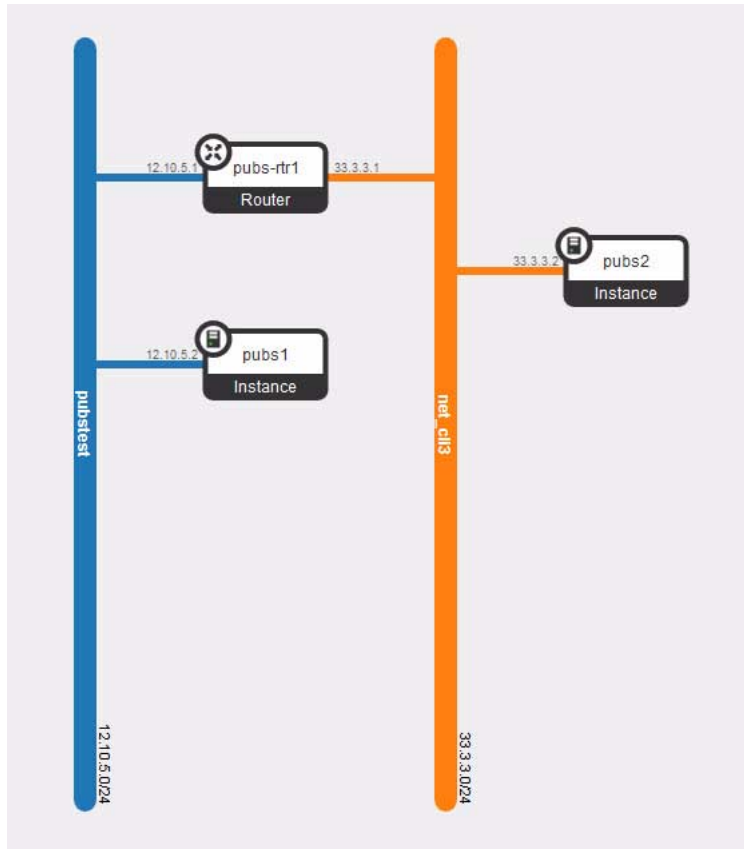 12.10.5.1
pubs-rtr1
Router
33.3.3.1
33.3.3.2
pubs2
Instance
12.10.5.2
pubs1
Instance
pubstest
net_cli3
12.10.5.0/24
33.3.3.0/24